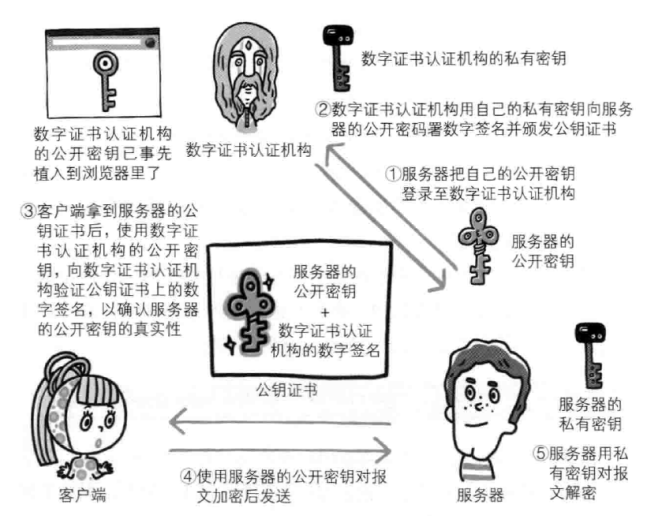 数字证书认证机构
的公开密钥已事先
植入到浏览器里了
数字证书认证机构
数字证书认证机构的私有密钥
②数字证书认证机构用自己的私有密钥向服务
器的公开密码署数字签名并颁发公钥证书
①服务器把自己的公开密钥
登录至数字证书认证机构
服务器的
公开密钥
③客户端拿到服务器的公
钥证书后，使用数字证
书认证机构的公开密
钥，向数字证书认证机
构验证公钥证书上的数
字签名，以确认服务器
的公开密钥的真实性
服务器的
公开密钥
+
数字证书认证
机构的数字签名
公钥证书
服务器的
私有密钥
⑤服务器用私
有密钥对报
文解密
④使用服务器的公开密钥对报
文加密后发送
客户端
服务器